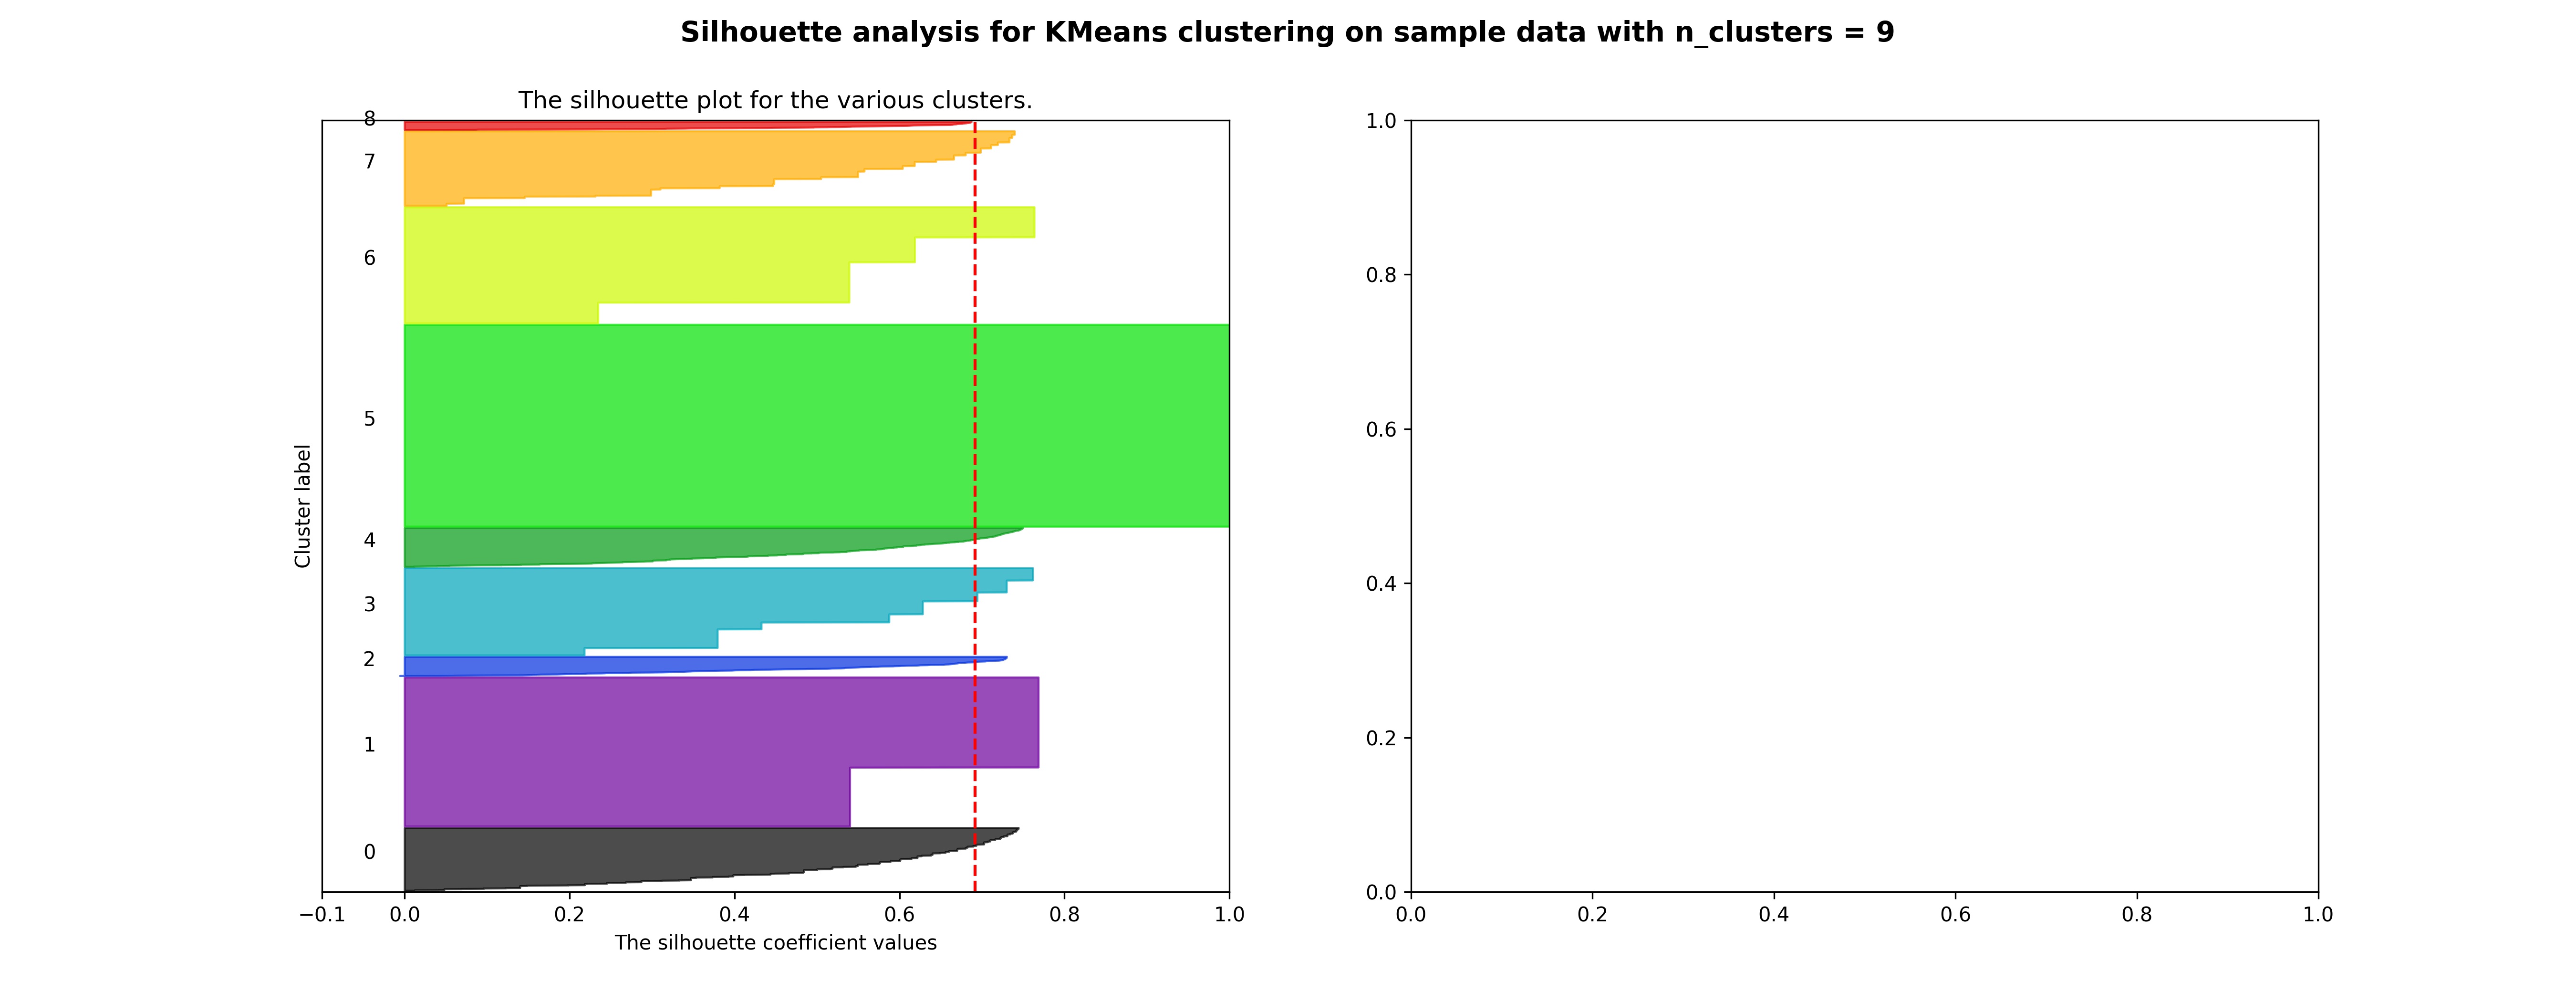 Silhouette analysis for KMeans clustering on sample data with n_clusters = 9
The silhouette plot for the various clusters.
8
7
6
5
4
3
2
1
0
Cluster label
−0.1 0.0 0.2 0.4 0.6 0.8 1.0
The silhouette coefficient values
1.0
0.8
0.6
0.4
0.2
0.0
0.0 0.2 0.4 0.6 0.8 1.0